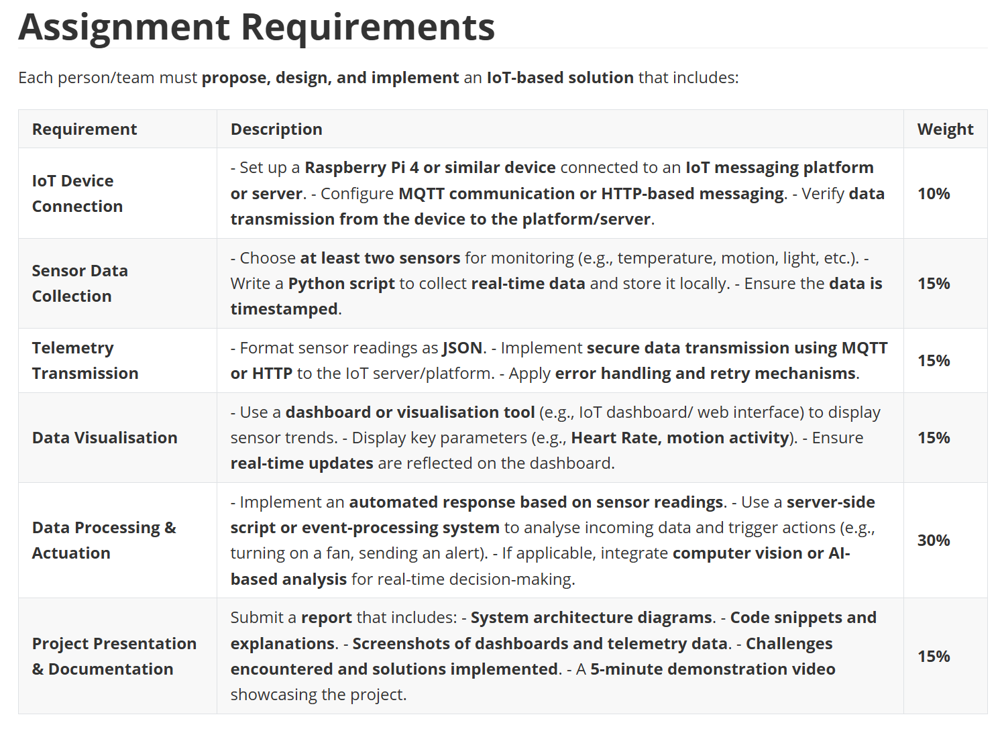 Assignment Requirements
Each person/team must propose, design, and implement an IoT-based solution that includes:
Requirement Description Weight
IoT Device
Connection
- Set up a Raspberry Pi 4 or similar device connected to an IoT messaging platform
or server. - Configure MQTT communication or HTTP-based messaging. - Verify data
transmission from the device to the platform/server.
10%
Sensor Data
Collection
- Choose at least two sensors for monitoring (e.g., temperature, motion, light, etc.). -
Write a Python script to collect real-time data and store it locally. - Ensure the data is
timestamped.
15%
Telemetry
Transmission
- Format sensor readings as JSON. - Implement secure data transmission using MQTT
or HTTP to the IoT server/platform. - Apply error handling and retry mechanisms.
15%
Data Visualisation
- Use a dashboard or visualisation tool (e.g., IoT dashboard/ web interface) to display
sensor trends. - Display key parameters (e.g., Heart Rate, motion activity). - Ensure
real-time updates are reflected on the dashboard.
15%
Data Processing &
Actuation
- Implement an automated response based on sensor readings. - Use a server-side
script or event-processing system to analyse incoming data and trigger actions (e.g.,
turning on a fan, sending an alert). - If applicable, integrate computer vision or AI-
based analysis for real-time decision-making.
30%
Project Presentation
& Documentation
Submit a report that includes: - System architecture diagrams. - Code snippets and
explanations. - Screenshots of dashboards and telemetry data. - Challenges
encountered and solutions implemented. - A 5-minute demonstration video
showcasing the project.
15%